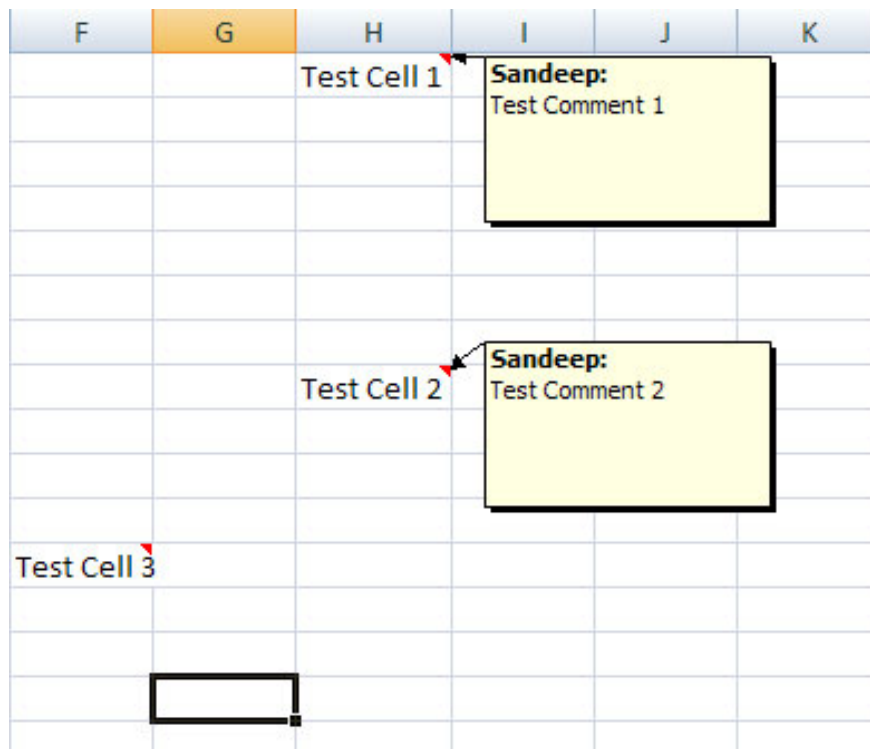 F G H I J K
Test Cell 1
Sandeep:
Test Comment 1
Test Cell 2
Sandeep:
Test Comment 2
Test Cell 3